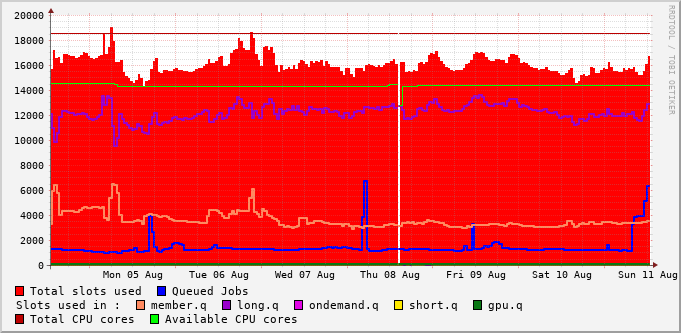 20000
18000
16000
14000
12000
10000
8000
6000
4000
2000
0
Mon 05 Aug Tue 06 Aug Wed 07 Aug Thu 08 Aug Fri 09 Aug Sat 10 Aug Sun 11 Aug
Total slots used Queued Jobs
Slots used in : member.q long.q ondemand.q short.q gpu.q
Total CPU cores Available CPU cores
RRDTOOL / TOBI OETIKER